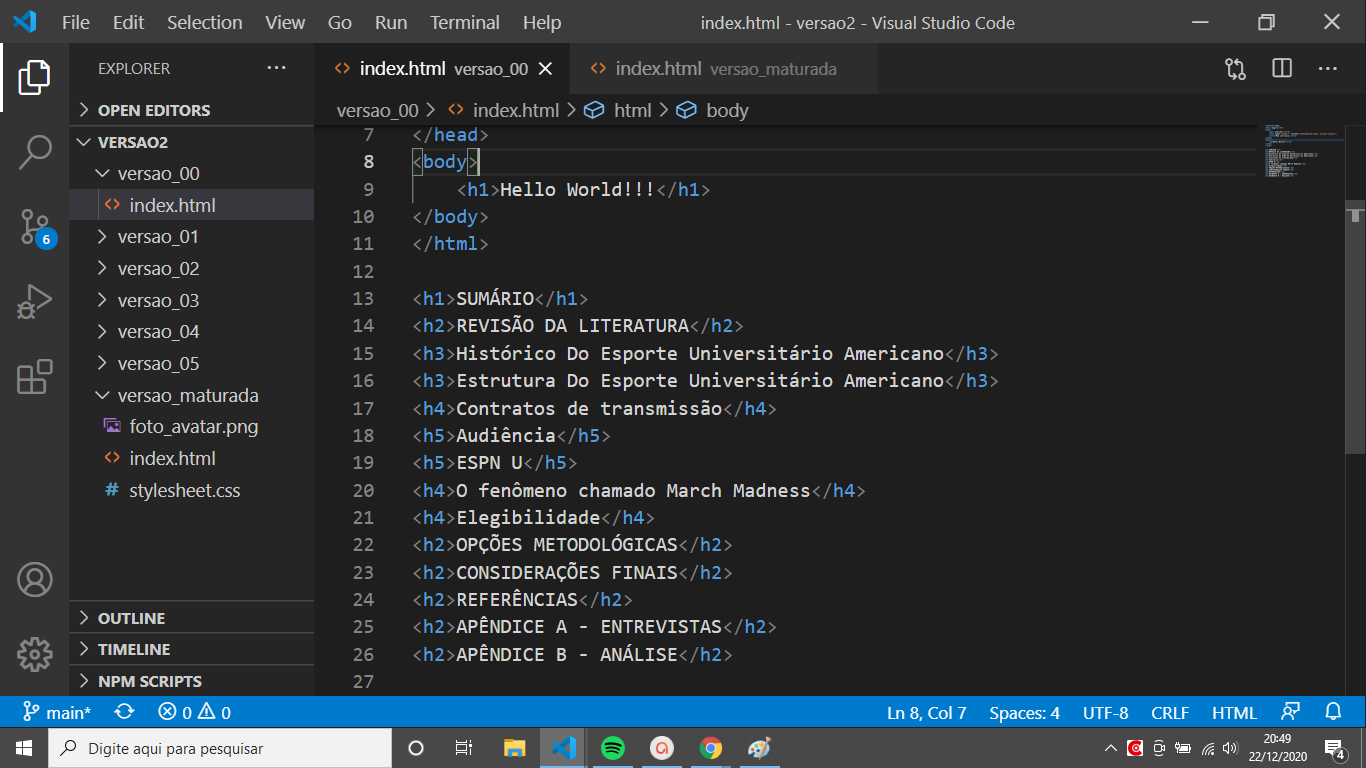 File Edit Selection View Go Run Terminal Help index.html - versao2 - Visual Studio Code
EXPLORER
OPEN EDITORS
VERSAO2
versao_00
index.html
versao_01
versao_02
versao_03
versao_04
versao_05
versao_maturada
foto_avatar.png
index.html
stylesheet.css
OUTLINE
TIMELINE
NPM SCRIPTS
6
index.html versao_00 index.html versao_maturada
versao_00 > index.html > html > body
7 </head>
8 <body>
9 <h1>Hello World!!!</h1>
10 </body>
11 </html>
12
13 <h1>SUMÁRIO</h1>
14 <h2>REVISÃO DA LITERATURA</h2>
15 <h3>Histórico Do Esporte Universitário Americano</h3>
16 <h3>Estrutura Do Esporte Universitário Americano</h3>
17 <h4>Contratos de transmissão</h4>
18 <h5>Audiência</h5>
19 <h5>ESPN U</h5>
20 <h4>O fenômeno chamado March Madness</h4>
21 <h4>Elegibilidade</h4>
22 <h2>OPÇÕES METODOLÓGICAS</h2>
23 <h2>CONSIDERAÇÕES FINAIS</h2>
24 <h2>REFERÊNCIAS</h2>
25 <h2>APÊNDICE A - ENTREVISTAS</h2>
26 <h2>APÊNDICE B - ANÁLISE</h2>
27
main* 0 0 Ln 8, Col 7 Spaces: 4 UTF-8 CRLF HTML
Digite aqui para pesquisar
20:49
22/12/2020
4